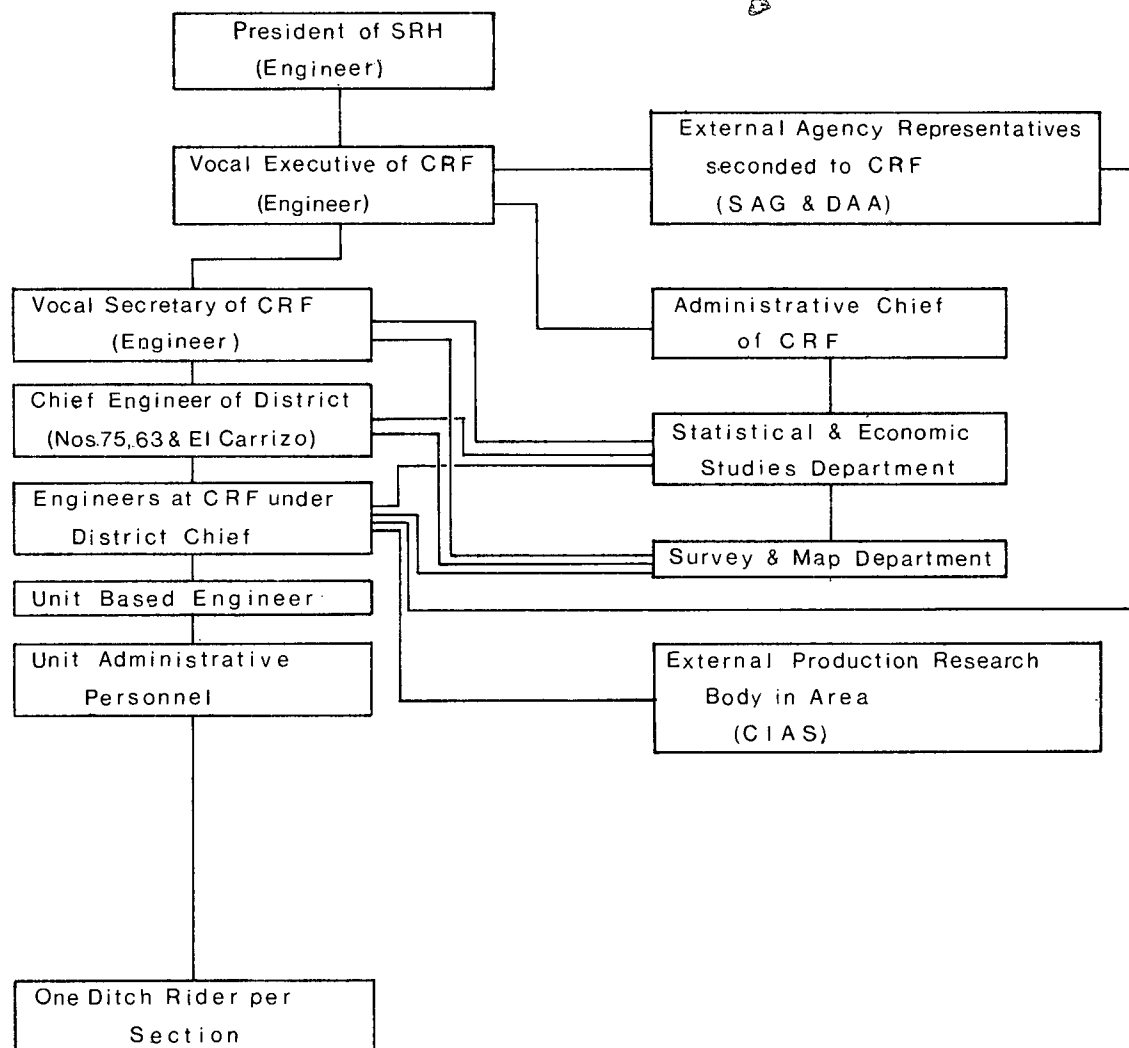 President of SRH
(Engineer)
Vocal Executive of CRF
(Engineer)
External Agency Representatives
seconded to CRF
(SAG & DAA)
Vocal Secretary of CRF
(Engineer)
Administrative Chief
of CRF
Chief Engineer of District
(Nos.75,.63 & El Carrizo)
Statistical & Economic
Studies Department
Engineers at CRF under
District Chief
Survey & Map Department
Unit Based Engineer
Unit Administrative
Personnel
External Production Research
Body in Area
(CIAS)
One Ditch Rider per
Section